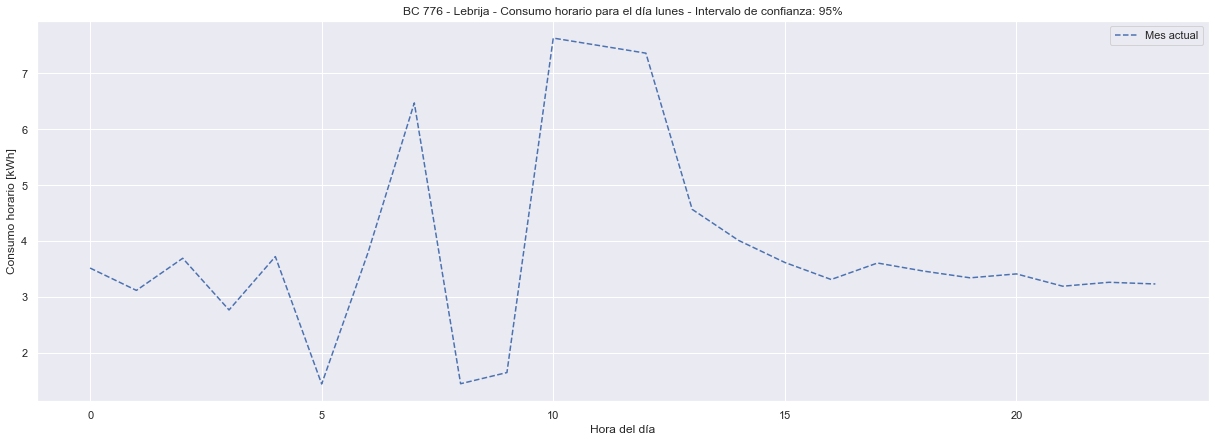 BC 776 - Lebrija - Consumo horario para el día lunes - Intervalo de confianza: 95%
Mes actual
Consumo horario [kWh]
7
6
5
4
3
2
0 5 10 15 20
Hora del día